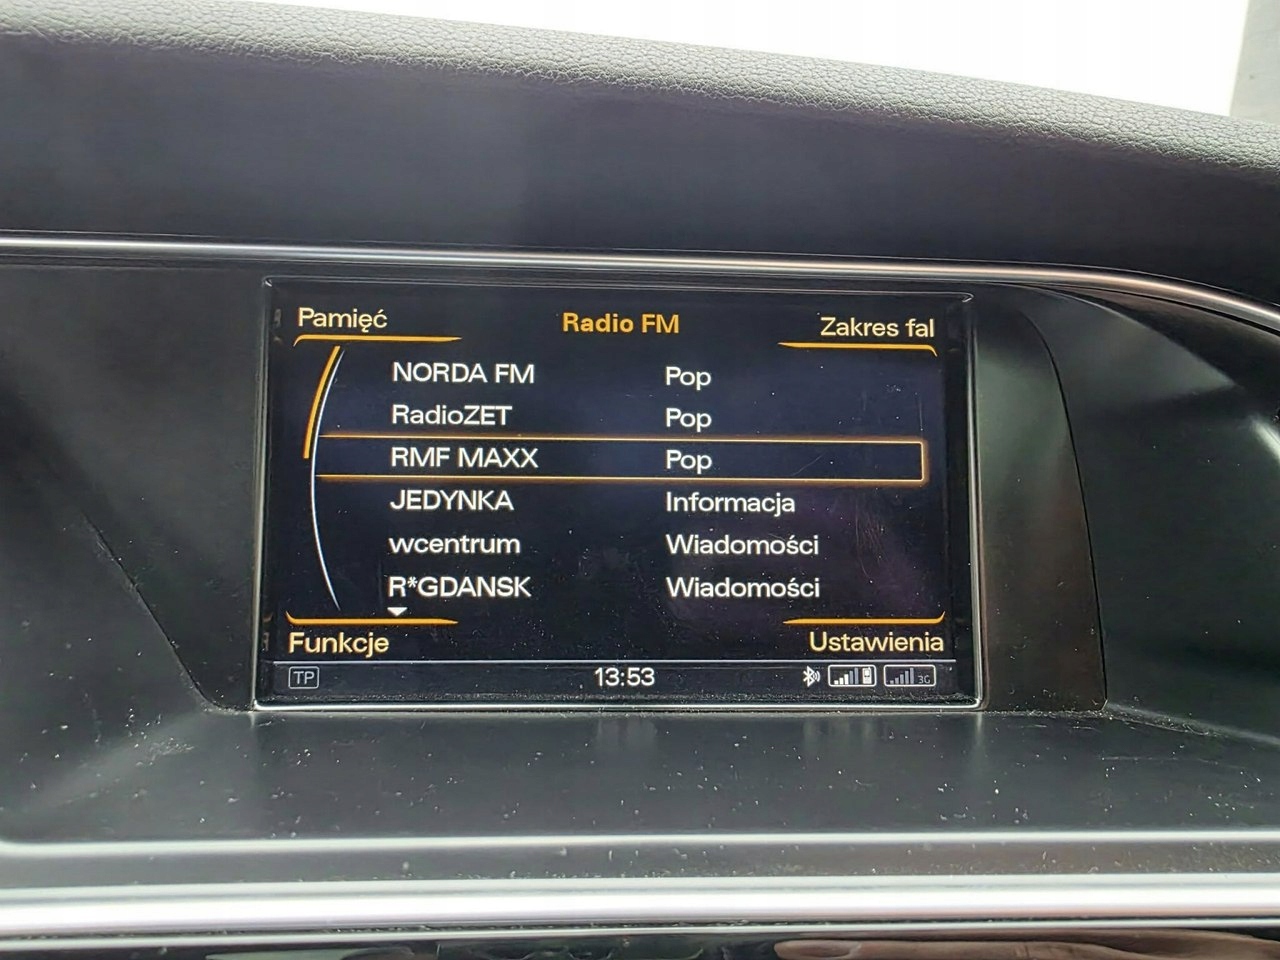 Pamięć Radio FM Zakres fal
NORDA FM Pop
RadioZET Pop
RMF MAXX Pop
JEDYNKA Informacja
wcentrum Wiadomości
R*GDANSK Wiadomości
Funkcje Ustawienia
TP 13:53 3G